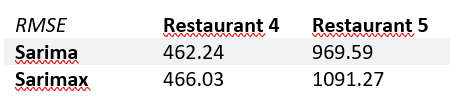 RMSE Restaurant 4 Restaurant 5
Sarima 462.24 969.59
Sarimax 466.03 1091.27